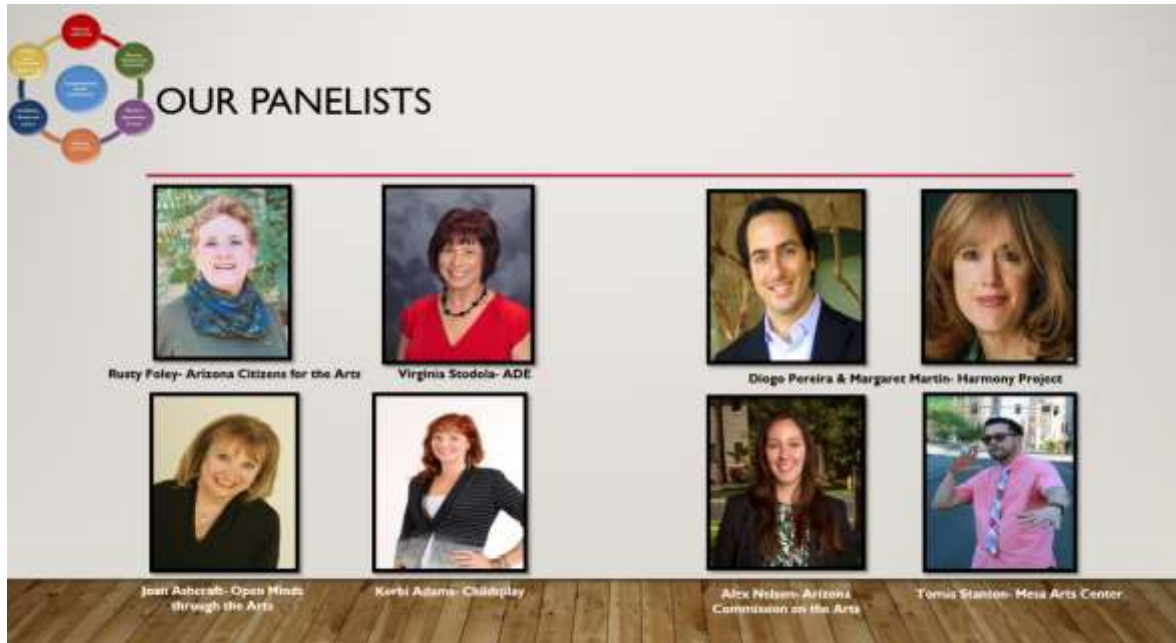 OUR PANELISTS
Rusty Foley- Arizona Citizens for the Arts
Virginia Stodola- ADE
Diogo Pereira & Margaret Martin- Harmony Project
Joan Ashcraft- Open Minds
through the Arts
Kerbi Adams- Childsplay
Alex Nelson- Arizona
Commission on the Arts
Tomis Stanton- Mesa Arts Center